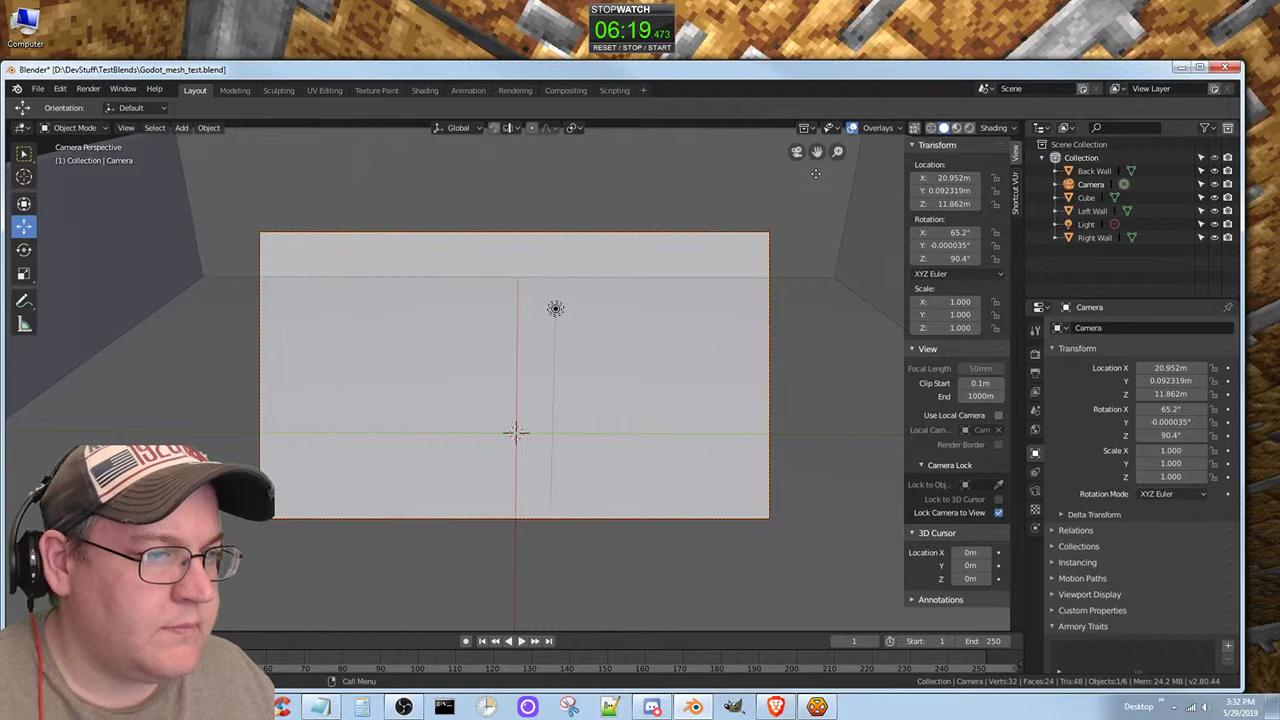 STOPWATCH
06:19.473
RESET / STOP / START
Computer
Blender* [D:\DevStuff\TestBlends\Godot_mesh_test.blend]
File Edit Render Window Help
Layout Modeling Sculpting UV Editing Texture Paint Shading Animation Rendering Compositing Scripting +
Scene
View Layer
Orientation: Default
Object Mode View Select Add Object
Global
Overlays
Shading
Camera Perspective
(1) Collection | Camera
Transform
Location:
X: 20.952m
Y: 0.092319m
Z: 11.862m
Rotation:
X: 65.2°
Y: -0.000035°
Z: 90.4°
XYZ Euler
Scale:
X: 1.000
Y: 1.000
Z: 1.000
View
Focal Length 50mm
Clip Start 0.1m
End 1000m
Use Local Camera
Local Cam... Cam
Render Border
Camera Lock
Lock to Obj...
Lock to 3D Cursor
Lock Camera to View
3D Cursor
Location X 0m
Y 0m
Z 0m
Annotations
View
Shortcut VUr
Scene Collection
Collection
Back Wall
Camera
Cube
Left Wall
Light
Right Wall
Camera
Camera
Transform
Location X 20.952m
Y 0.092319m
Z 11.862m
Rotation X 65.2°
Y -0.000035°
Z 90.4°
Scale X 1.000
Y 1.000
Z 1.000
Rotation Mode XYZ Euler
Delta Transform
Relations
Collections
Instancing
Motion Paths
Viewport Display
Custom Properties
Armory Traits
1
Start: 1
End: 250
60 70 80 90 100 110 120 130 140 150 160 170 180 190 200 210 220 230 240 250
Call Menu
Collection | Camera | Verts:32 | Faces:24 | Tris:48 | Objects:1/6 | Mem: 24.2 MB | v2.80.44
Desktop
3:32 PM
5/29/2019